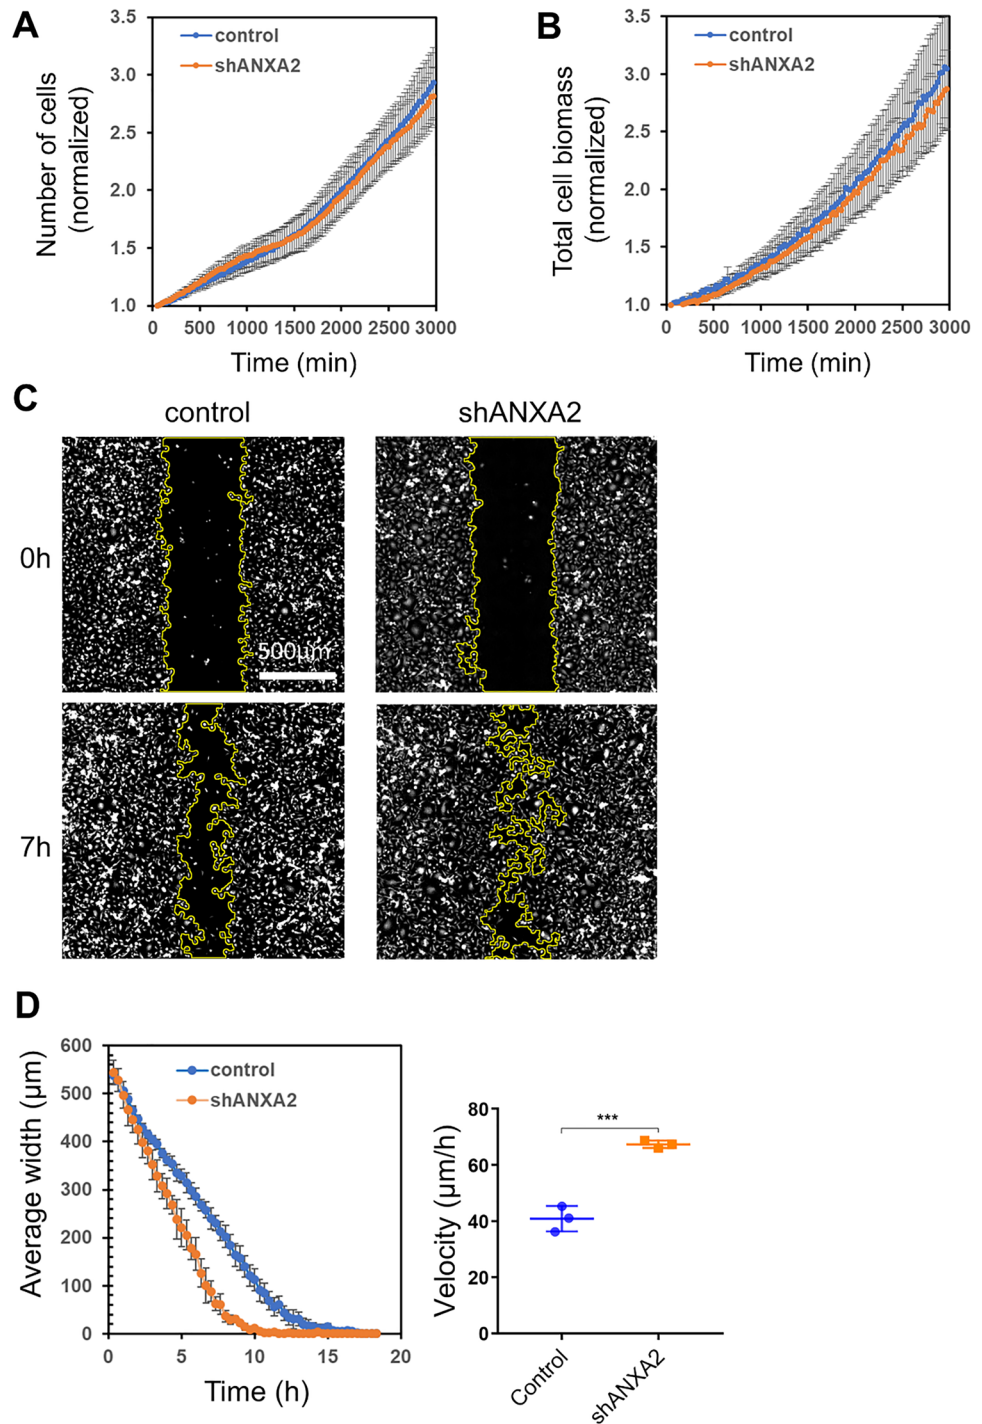 A
Number of cells
(normalized)
3.5
3.0
2.5
2.0
1.5
1.0
control
shANXA2
0 500 1000 1500 2000 2500 3000
Time (min)
B
Total cell biomass
(normalized)
3.5
3.0
2.5
2.0
1.5
1.0
control
shANXA2
0 500 1000 1500 2000 2500 3000
Time (min)
C
control
shANXA2
0h
500µm
7h
D
Average width (µm)
600
500
400
300
200
100
0
control
shANXA2
0 5 10 15 20
Time (h)
Velocity (µm/h)
80
60
40
20
0
***
Control
shANXA2